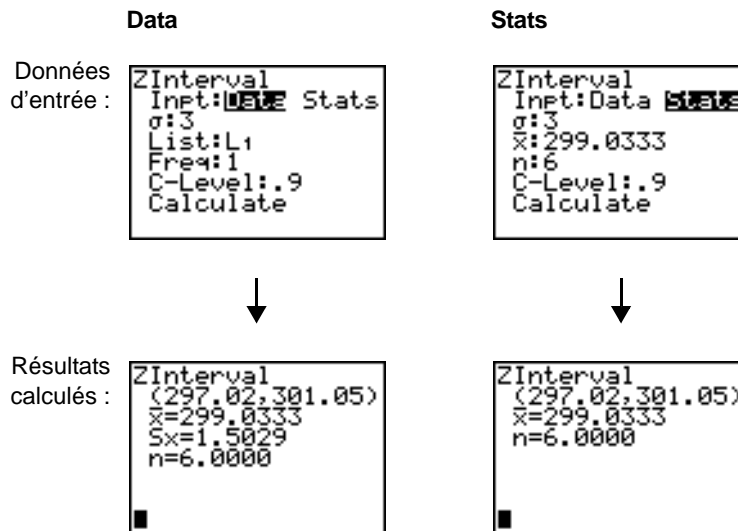 Data
Stats
Données
d'entrée :
ZInterval
Inpt:Data Stats
σ:3
List:L1
Freq:1
C-Level:.9
Calculate
ZInterval
Inpt:Data Stats
σ:3
x̄:299.0333
n:6
C-Level:.9
Calculate
Résultats
calculés :
ZInterval
(297.02,301.05)
x̄=299.0333
Sx=1.5029
n=6.0000
ZInterval
(297.02,301.05)
x̄=299.0333
n=6.0000